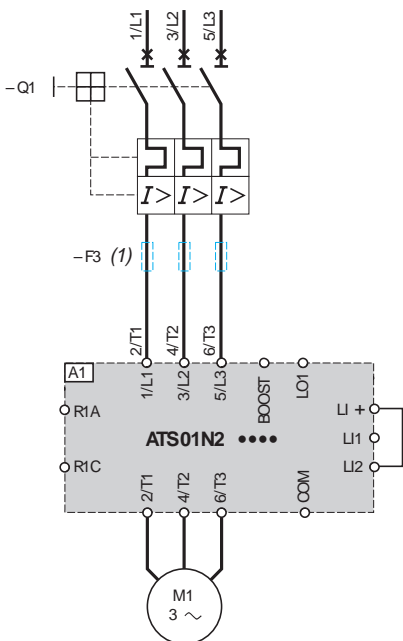 1/L1 3/L2 5/L3
–Q1
I> I> I>
–F3 (1)
2/T1 4/T2 6/T3
A1
1/L1 3/L2 5/L3 BOOST LO1
R1A LI +
ATS01N2 ••••
LI1
R1C LI2
2/T1 4/T2 6/T3 COM
M1
3 ~